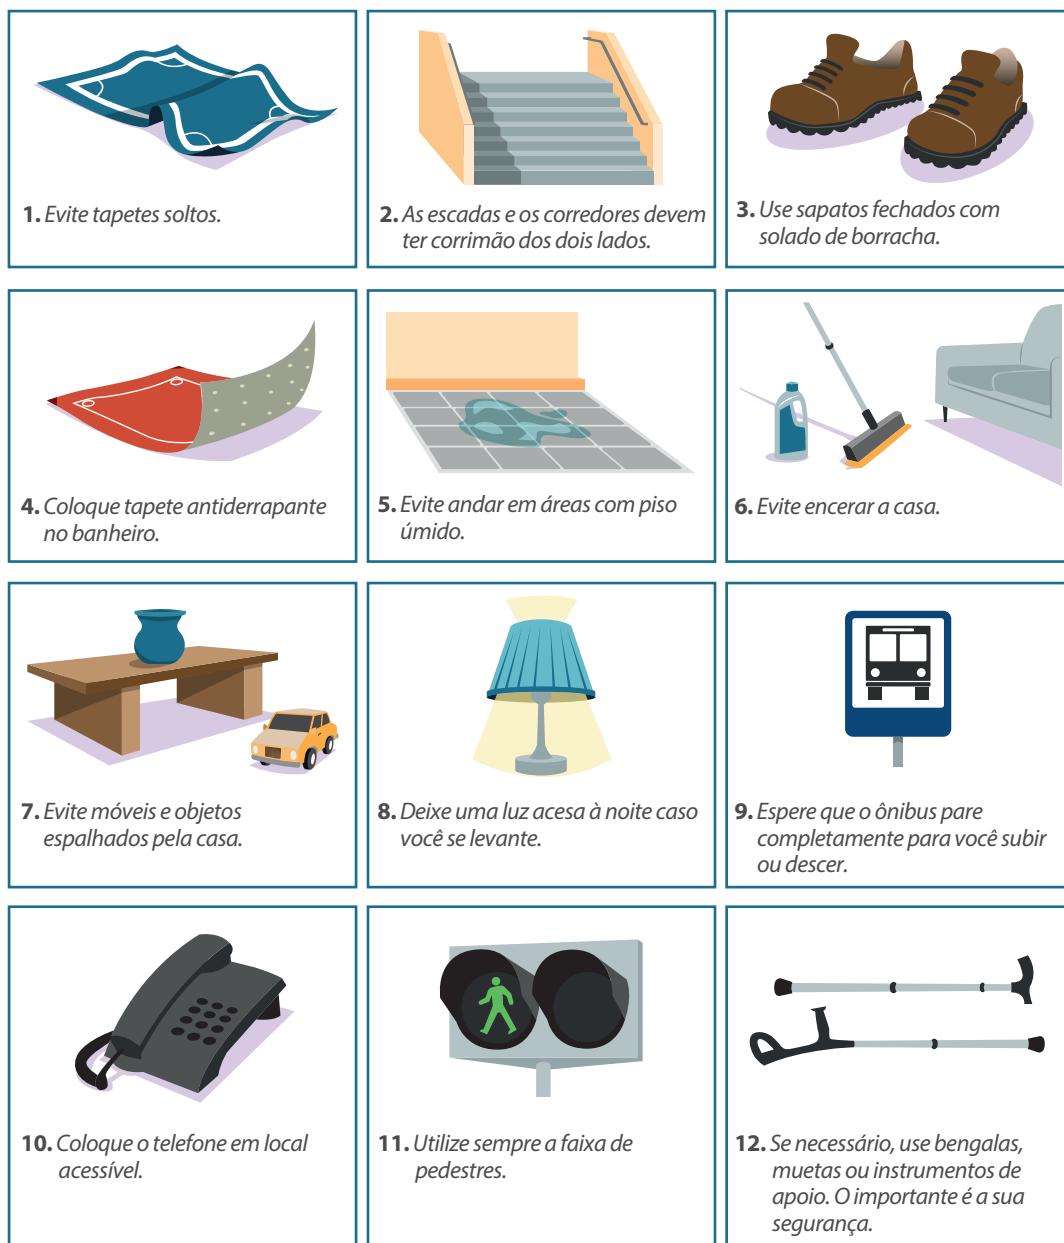 1. Evite tapetes soltos.
2. As escadas e os corredores devem
ter corrimão dos dois lados.
3. Use sapatos fechados com
solado de borracha.
4. Coloque tapete antiderrapante
no banheiro.
5. Evite andar em áreas com piso
úmido.
6. Evite encerar a casa.
7. Evite móveis e objetos
espalhados pela casa.
8. Deixe uma luz acesa à noite caso
você se levante.
9. Espere que o ônibus pare
completamente para você subir
ou descer.
10. Coloque o telefone em local
acessível.
11. Utilize sempre a faixa de
pedestres.
12. Se necessário, use bengalas,
muetas ou instrumentos de
apoio. O importante é a sua
segurança.